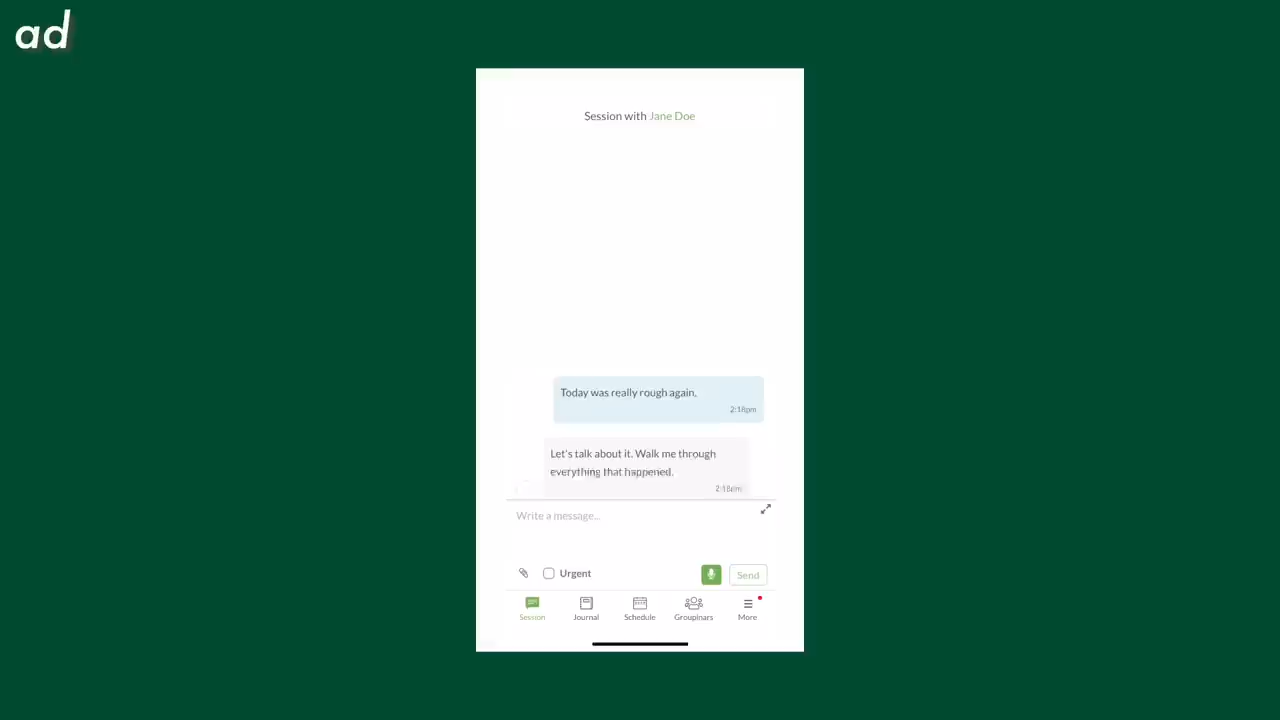 ad
Session with Jane Doe
Today was really rough again.
2:18pm
Let's talk about it. Walk me through
everything that happened.
2:18pm
Write a message...
Urgent
Send
Session
Journal
Schedule
Groupinars
More